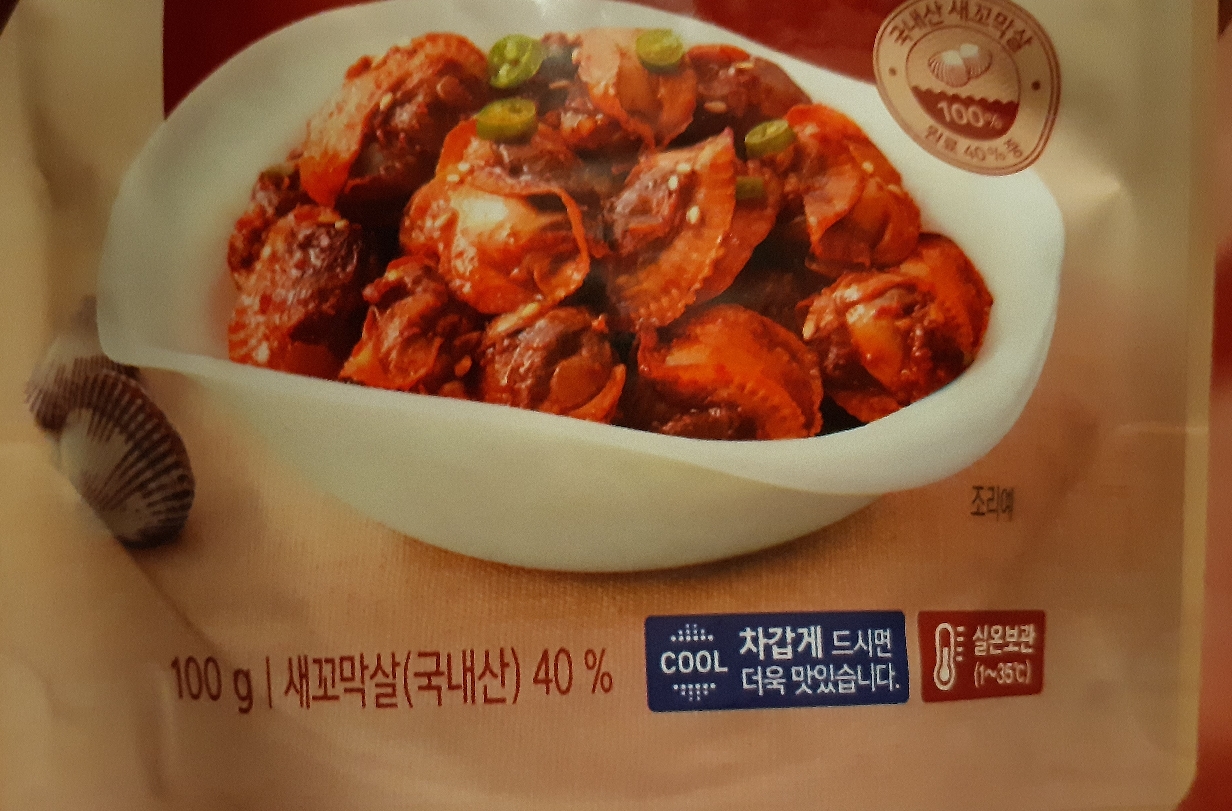 국내산 새꼬막살
100%
원료 40% 중
조리예
100 g | 새꼬막살(국내산) 40 %
COOL
차갑게 드시면
더욱 맛있습니다.
실온보관
(1~35℃)